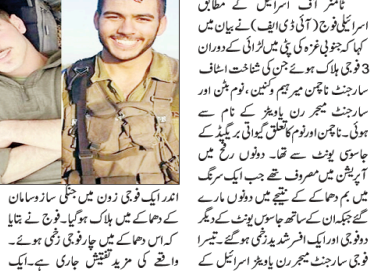 ٹائمز آف اسرائیل کے مطابق
اسرائیلی فوج (آئی ڈی ایف) نے بیان میں
کہا کہ جنوبی غزہ کی پٹی میں لڑائی کے دوران
3 فوجی ہلاک ہوئے جن کی شناخت اسٹاف
سارجنٹ ناچمن میر ہیم وکنین، نوم بٹن اور
سارجنٹ میجر رن یاویٹز کے نام سے
ہوئی۔ ناچمن اور نوم کا تعلق گیواتی بریگیڈ کے
جاسوسی یونٹ سے تھا۔ دونوں رفح میں
آپریشن میں مصروف تھے جب ایک سرنگ
میں بم دھماکے کے نتیجے میں دونوں مارے
گئے جبکہ ان کے ساتھ جاسوس یونٹ کے دیگر
دو فوجی اور ایک افسر شدید زخمی ہوگئے۔ تیسرا
فوجی سارجنٹ میجر رن یاویٹز اسرائیل کے
اندر ایک فوجی زون میں جنگی ساز وسامان
کے دھماکے میں ہلاک ہوگیا۔ فوج نے بتایا
کہ اس دھماکے میں چار فوجی زخمی ہوئے۔
واقعے کی مزید تفتیش جاری ہے۔ ایک